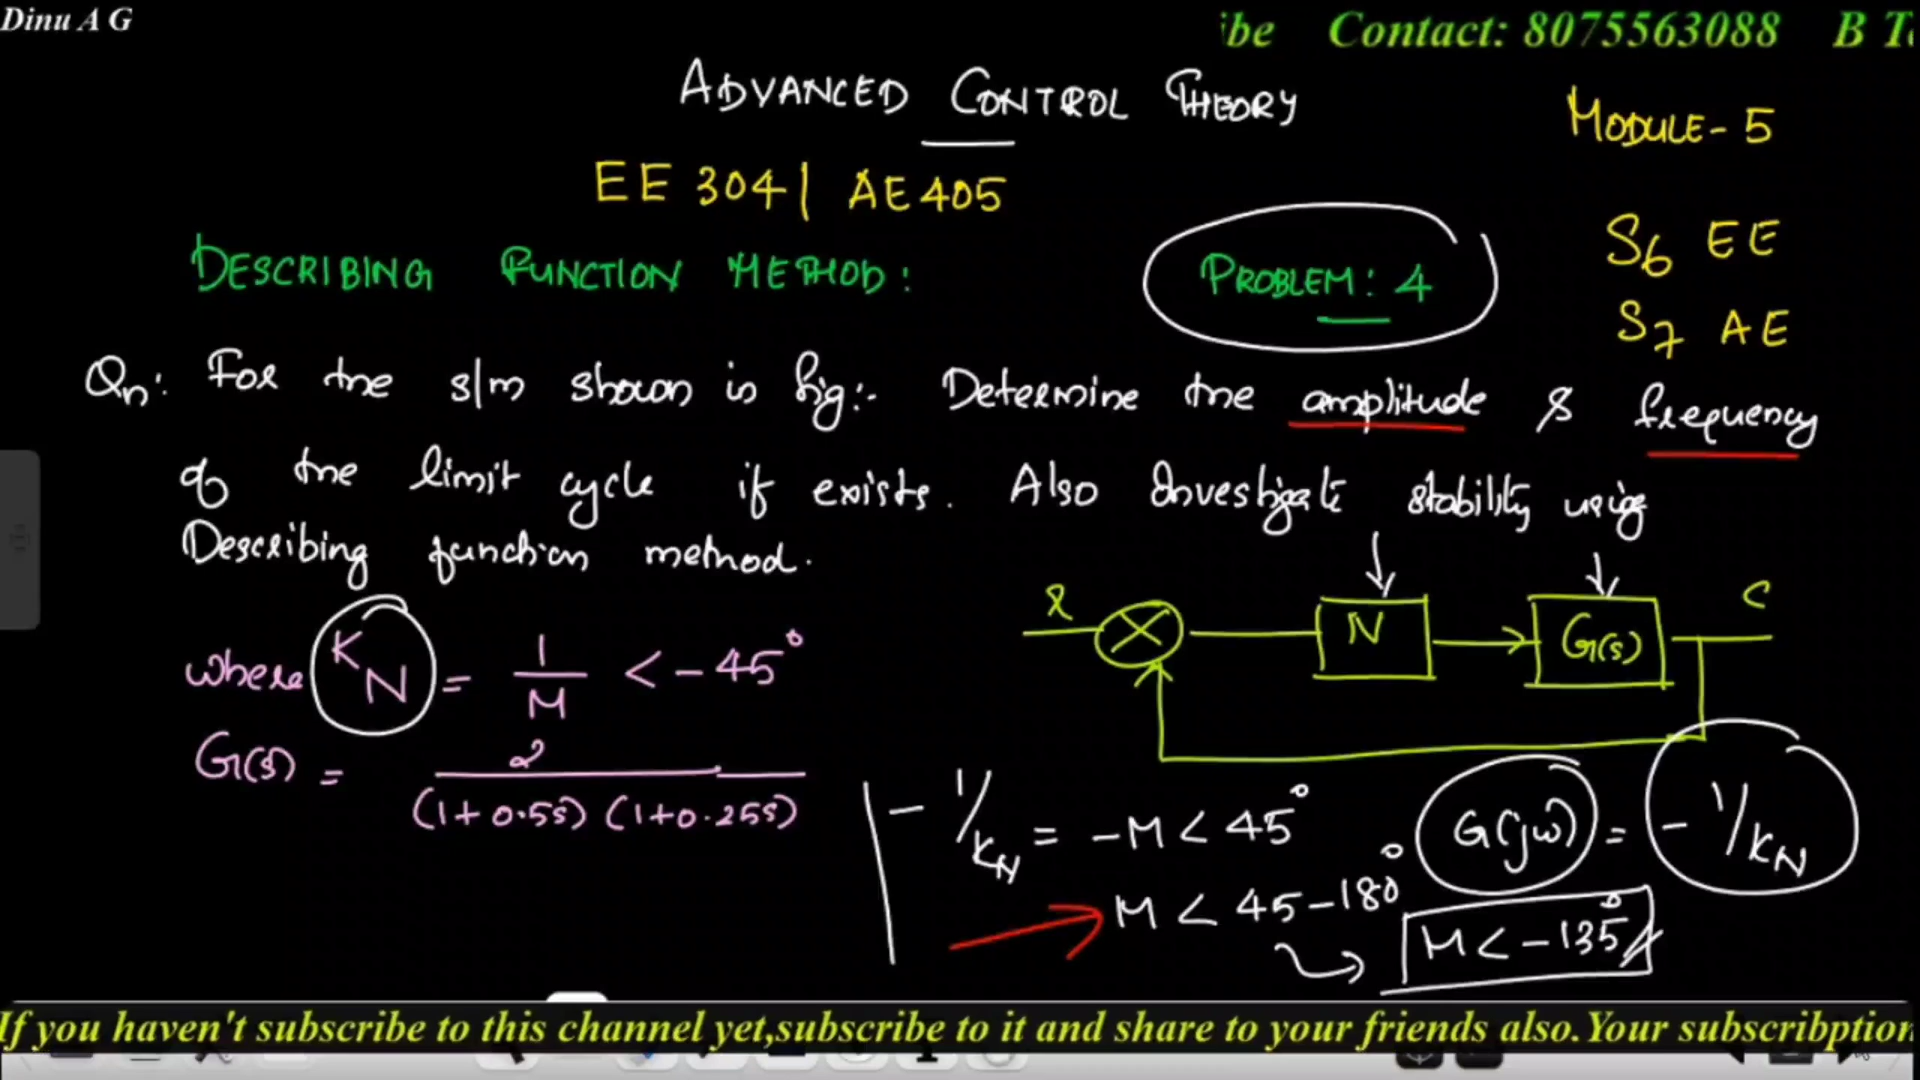 Dinu A G
ibe Contact: 8075563088 B T
ADVANCED CONTROL THEORY
MODULE - 5
EE 304 | AE 405
S6 EE
DESCRIBING FUNCTION METHOD :
PROBLEM : 4
S7 AE
Qn: For the s/m shown in fig:- Determine the amplitude & frequency
of the limit cycle if exists. Also Investigate stability using
Describing function method.
R N G(s) C
where KN = 1/M < -45°
G(s) = 2/(1+0.5s) (1+0.25s)
- 1/KN = -M < 45°
G(jω) = - 1/KN
M < 45-180°
M < -135°
If you haven't subscribe to this channel yet,subscribe to it and share to your friends also.Your subscribption